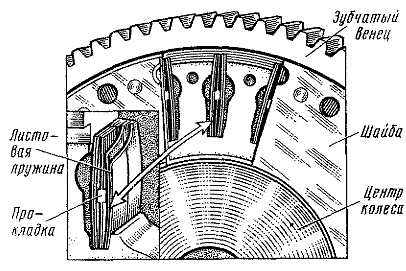 Зубчатый
венец
Листо-
вая
пружина
Шайба
Про-
кладка
Центр
колеса